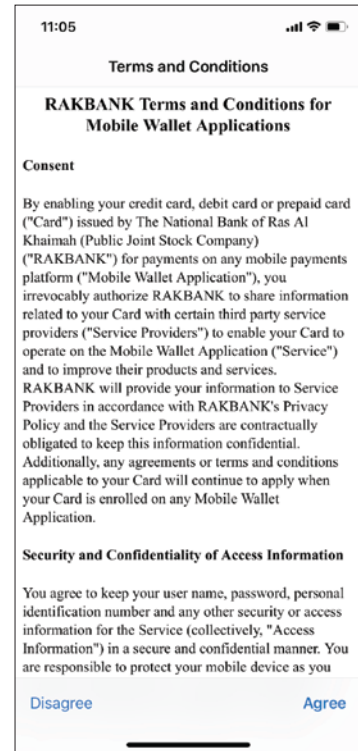 11:05
Terms and Conditions
RAKBANK Terms and Conditions for
Mobile Wallet Applications
Consent
By enabling your credit card, debit card or prepaid card
("Card") issued by The National Bank of Ras Al
Khaimah (Public Joint Stock Company)
("RAKBANK") for payments on any mobile payments
platform ("Mobile Wallet Application"), you
irrevocably authorize RAKBANK to share information
related to your Card with certain third party service
providers ("Service Providers") to enable your Card to
operate on the Mobile Wallet Application ("Service")
and to improve their products and services.
RAKBANK will provide your information to Service
Providers in accordance with RAKBANK's Privacy
Policy and the Service Providers are contractually
obligated to keep this information confidential.
Additionally, any agreements or terms and conditions
applicable to your Card will continue to apply when
your Card is enrolled on any Mobile Wallet
Application.
Security and Confidentiality of Access Information
You agree to keep your user name, password, personal
identification number and any other security or access
information for the Service (collectively, "Access
Information") in a secure and confidential manner. You
are responsible to protect your mobile device as you
Disagree Agree